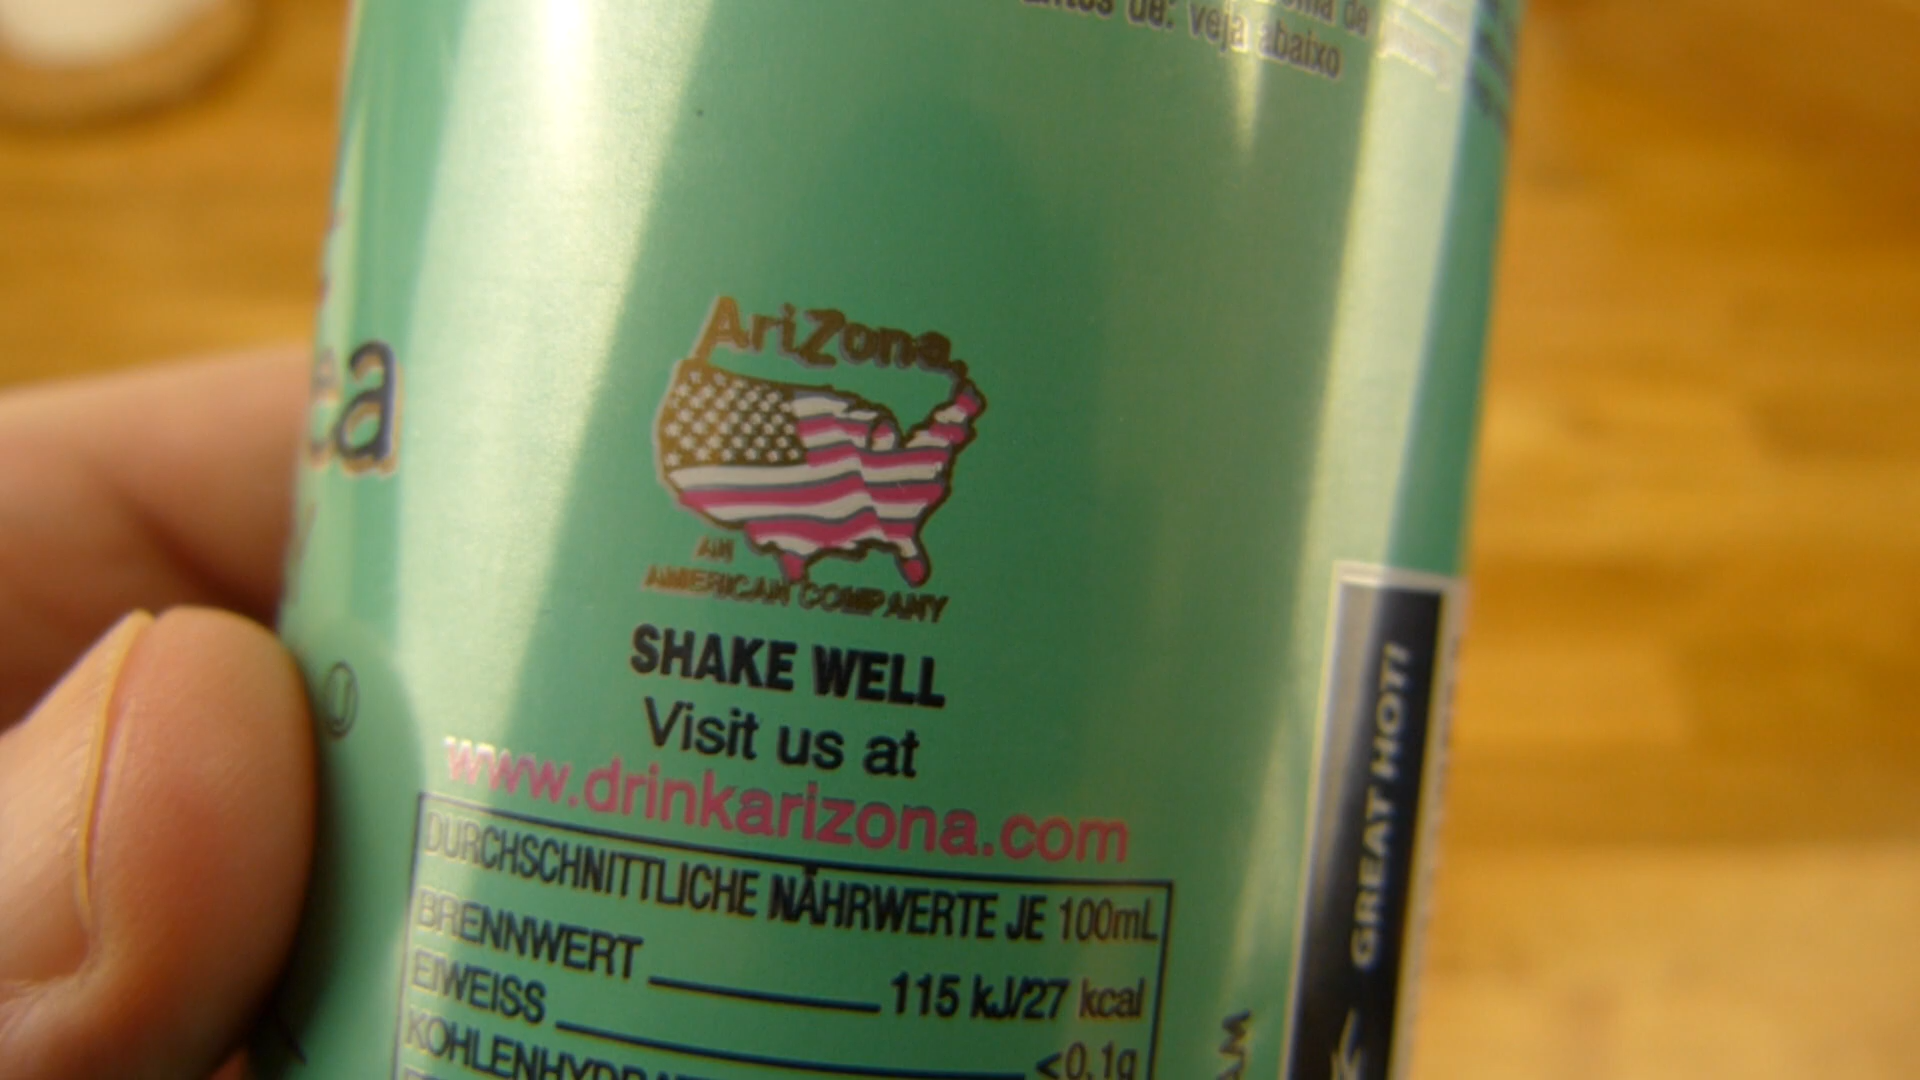 veja abaixo
ea
AriZona
AN
AMERICAN COMPANY
SHAKE WELL
Visit us at
www.drinkarizona.com
DURCHSCHNITTLICHE NÄHRWERTE JE 100mL
BRENNWERT 115 kJ/27 kcal
EIWEISS <0,1g
GREAT HOT!